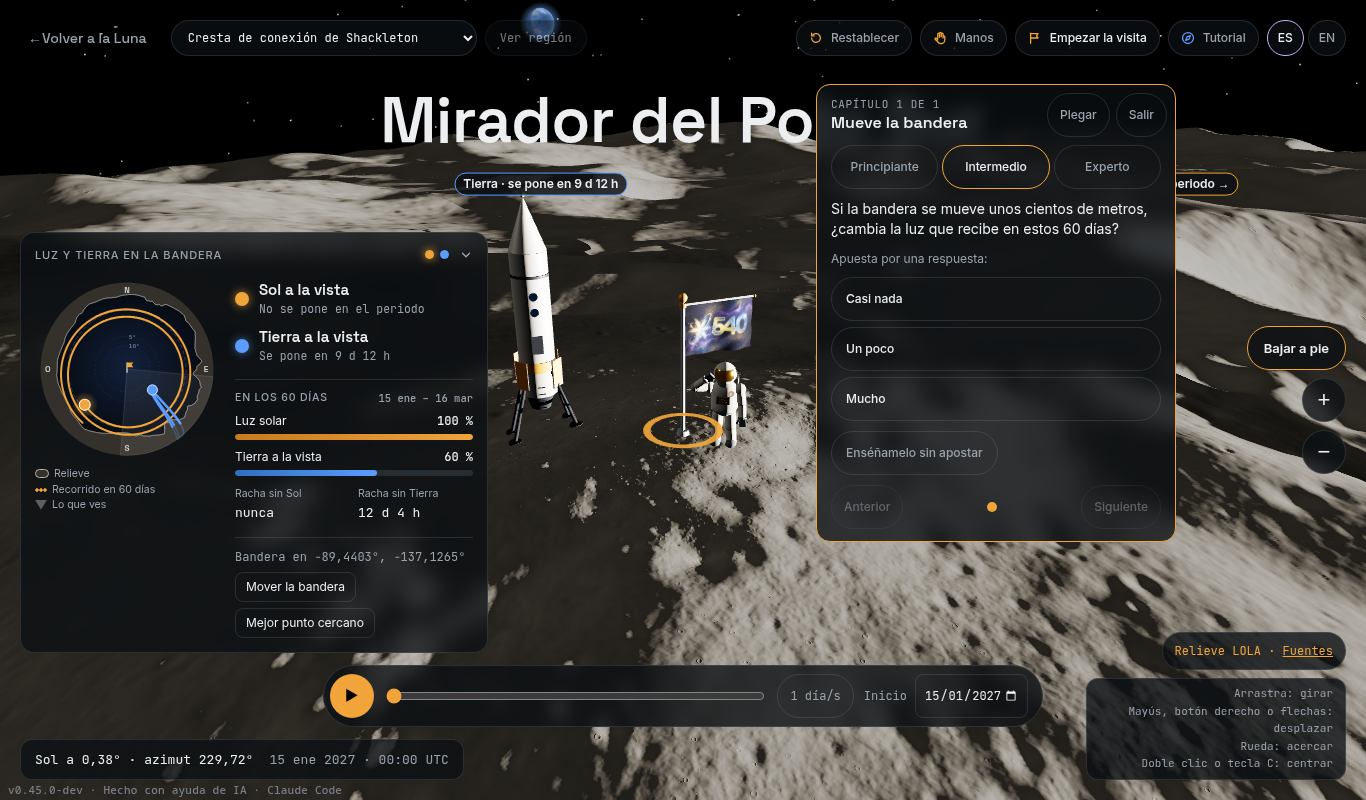 ←Volver a la Luna
Cresta de conexión de Shackleton
Ver región
Restablecer
Manos
Empezar la visita
Tutorial
ES
EN
Mirador del Po
Tierra · se pone en 9 d 12 h
periodo →
CAPÍTULO 1 DE 1
Mueve la bandera
Plegar
Salir
Principiante
Intermedio
Experto
Si la bandera se mueve unos cientos de metros,
¿cambia la luz que recibe en estos 60 días?
Apuesta por una respuesta:
Casi nada
Un poco
Mucho
Enséñamelo sin apostar
Anterior
Siguiente
LUZ Y TIERRA EN LA BANDERA
N
E
S
O
5°
10°
Relieve
Recorrido en 60 días
Lo que ves
Sol a la vista
No se pone en el periodo
Tierra a la vista
Se pone en 9 d 12 h
EN LOS 60 DÍAS
15 ene – 16 mar
Luz solar
100 %
Tierra a la vista
60 %
Racha sin Sol
nunca
Racha sin Tierra
12 d 4 h
Bandera en -89,4403°, -137,1265°
Mover la bandera
Mejor punto cercano
540
Bajar a pie
+
−
1 día/s
Inicio
15/01/2027
Relieve LOLA · Fuentes
Arrastra: girar
Mayús, botón derecho o flechas:
desplazar
Rueda: acercar
Doble clic o tecla C: centrar
Sol a 0,38° · azimut 229,72°
15 ene 2027 · 00:00 UTC
v0.45.0-dev · Hecho con ayuda de IA · Claude Code